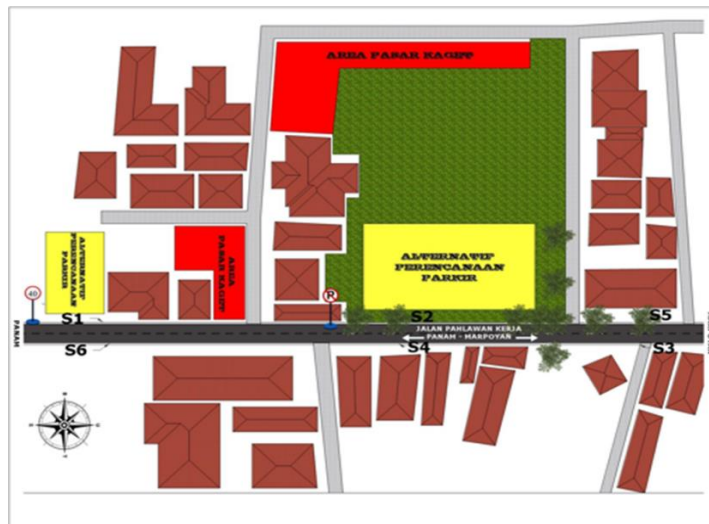 AREA PASAR KAGET
ALTERNATIF
PERENCANAAN
PARKIR
AREA
PASAR KAGET
ALTERNATIF
PERENCANAAN
PARKIR
40
R
S1
S2
S5
PANAM
JALAN PAHLAWAN KERJA
PANAM - MARPOYAN
S6
S4
S3